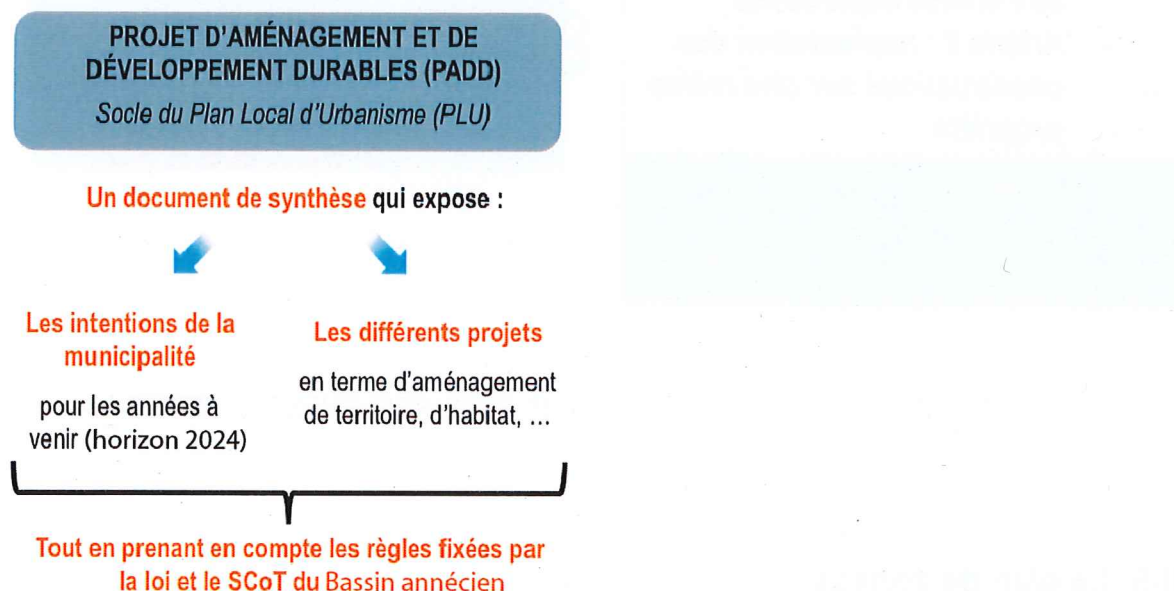 PROJET D'AMÉNAGEMENT ET DE
DÉVELOPPEMENT DURABLES (PADD)
Socle du Plan Local d'Urbanisme (PLU)
Un document de synthèse qui expose :
Les intentions de la
municipalité
pour les années à
venir (horizon 2024)
Les différents projets
en terme d'aménagement
de territoire, d'habitat, ...
Tout en prenant en compte les règles fixées par
la loi et le SCoT du Bassin annécien